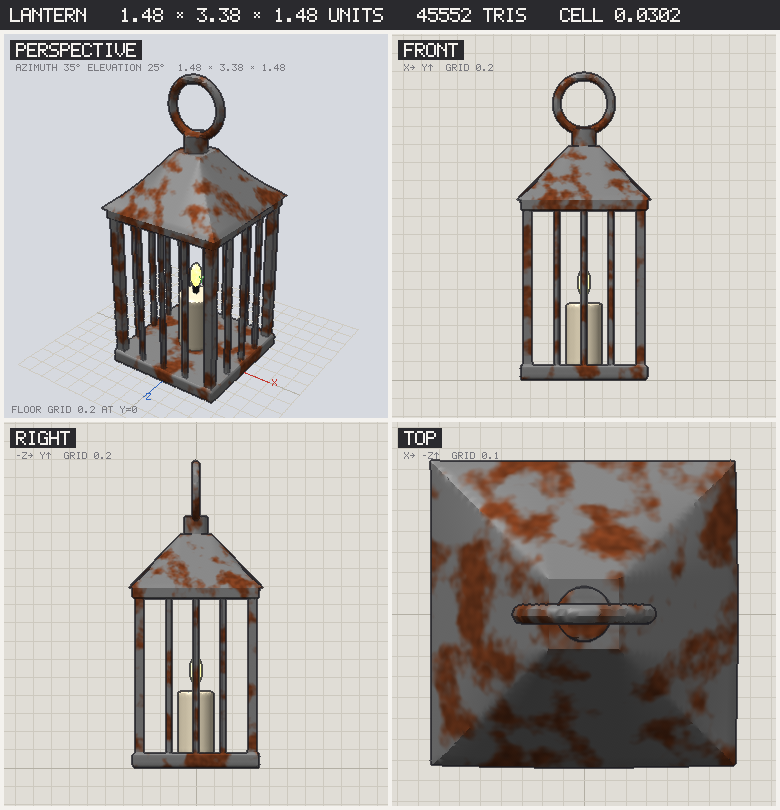 LANTERN 1.48 × 3.38 × 1.48 UNITS 45552 TRIS CELL 0.0302
PERSPECTIVE
AZIMUTH 35° ELEVATION 25° 1.48 × 3.38 × 1.48
X
-Z
FLOOR GRID 0.2 AT Y=0
FRONT
X→ Y↑ GRID 0.2
RIGHT
-Z→ Y↑ GRID 0.2
TOP
X→ -Z↑ GRID 0.1